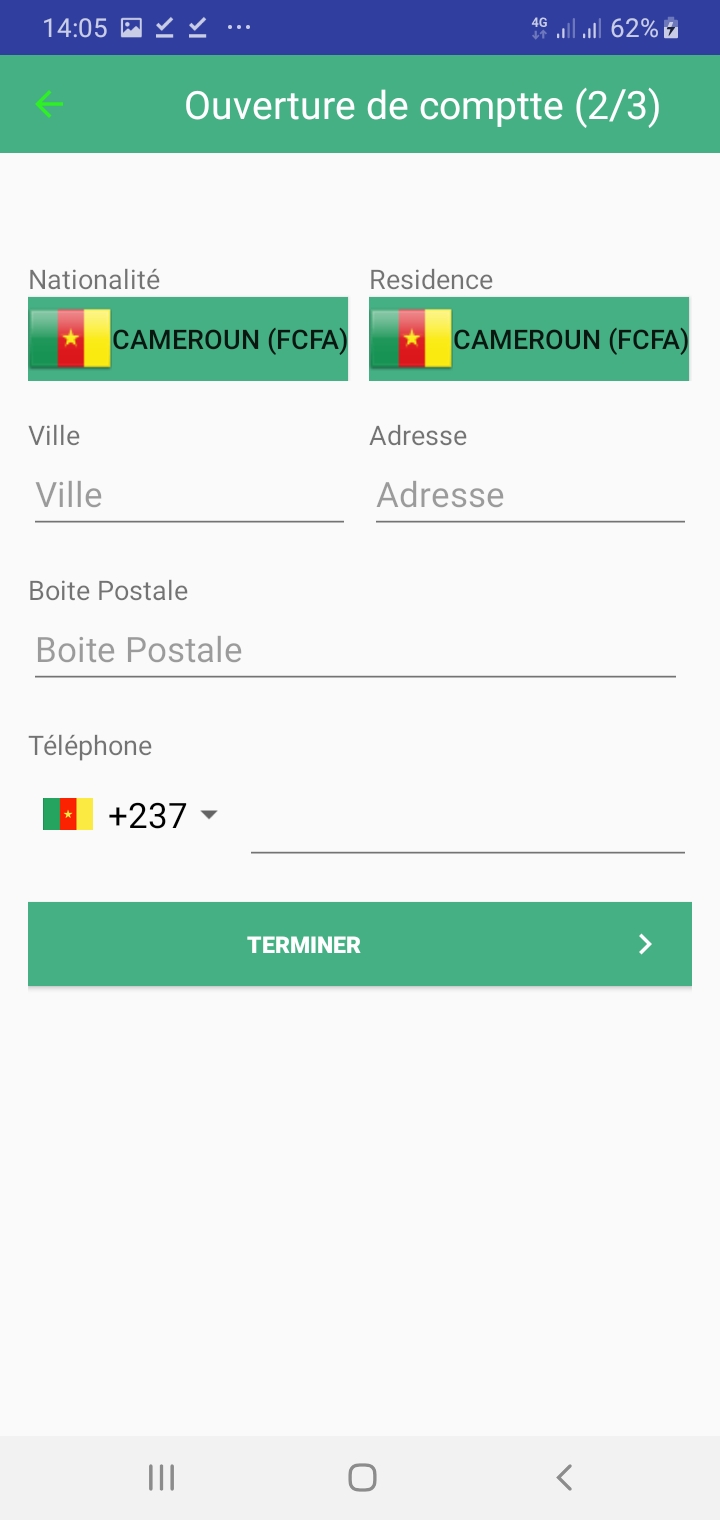 14:05 4G 62%
Ouverture de comptte (2/3)
Nationalité Residence
CAMEROUN (FCFA) CAMEROUN (FCFA)
Ville Adresse
Ville Adresse
Boite Postale
Boite Postale
Téléphone
+237
TERMINER